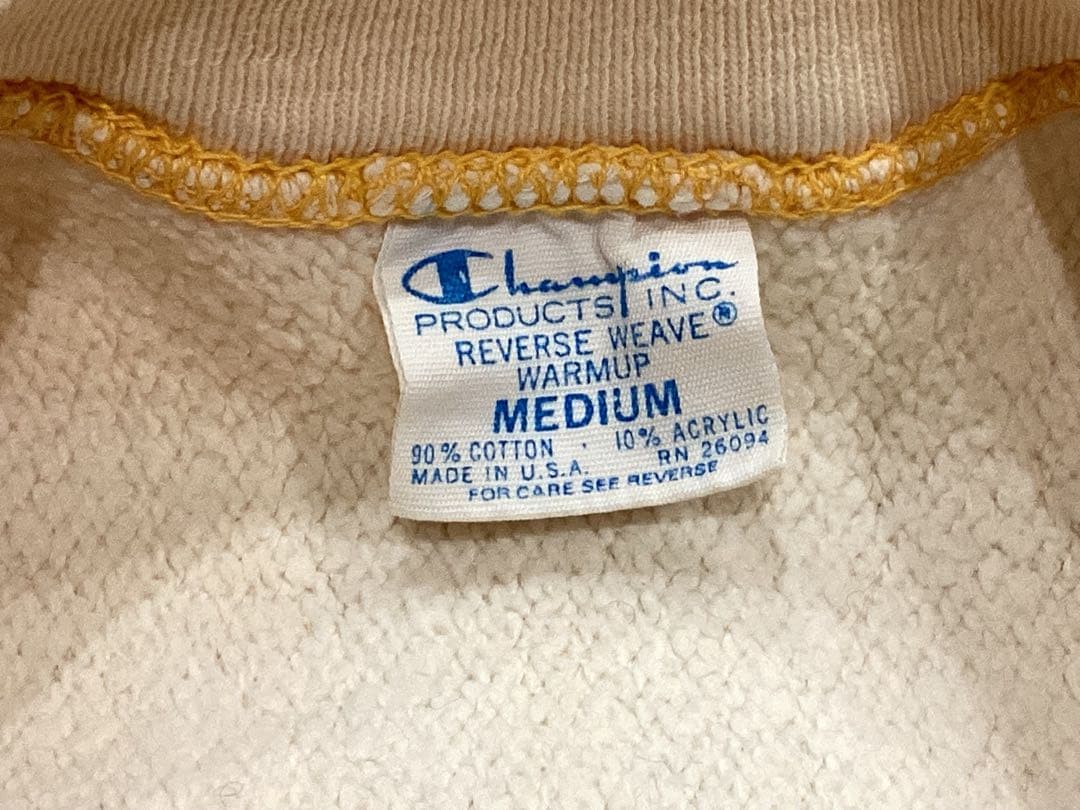 Champion
PRODUCTS INC.
REVERSE WEAVE®
WARMUP
MEDIUM
90% COTTON · 10% ACRYLIC
MADE IN U.S.A. RN 26094
FOR CARE SEE REVERSE